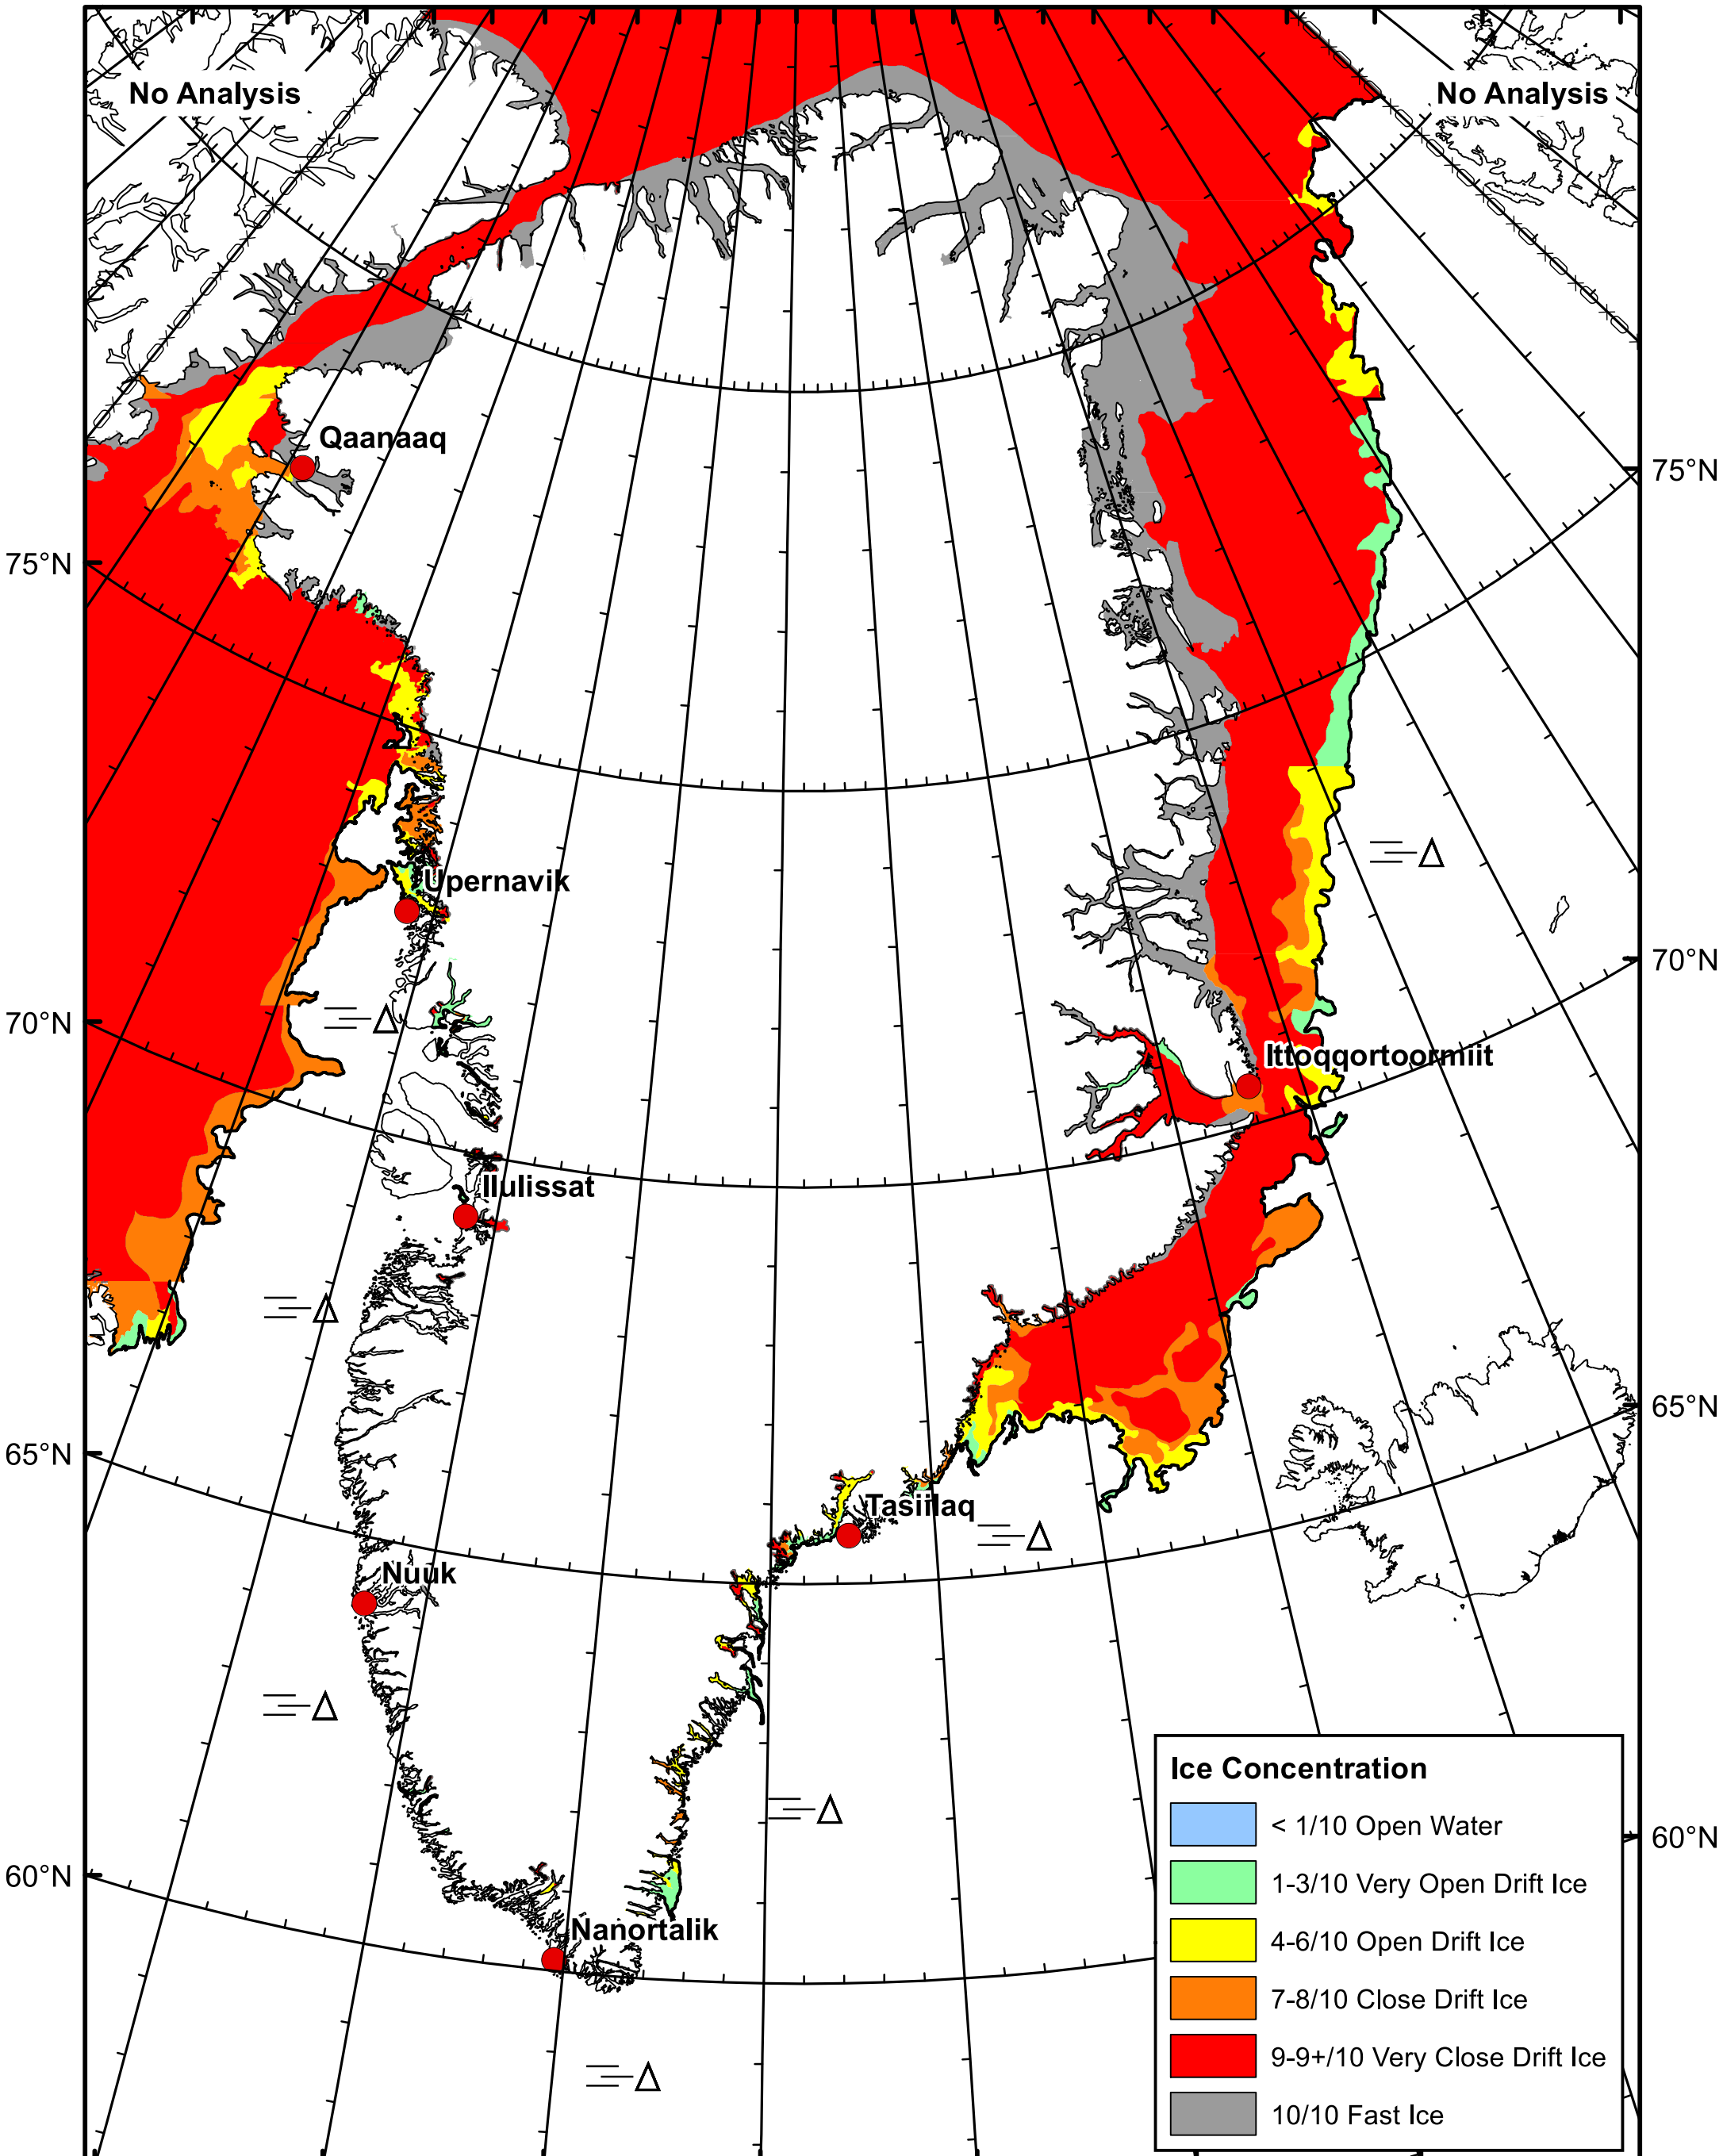 No Analysis
No Analysis
Qaanaaq
75°N
75°N
Upernavik
70°N
70°N
Ittoqqortoormiit
Ilulissat
65°N
65°N
Tasiilaq
Nuuk
60°N
60°N
Nanortalik
Ice Concentration
< 1/10 Open Water
1-3/10 Very Open Drift Ice
4-6/10 Open Drift Ice
7-8/10 Close Drift Ice
9-9+/10 Very Close Drift Ice
10/10 Fast Ice